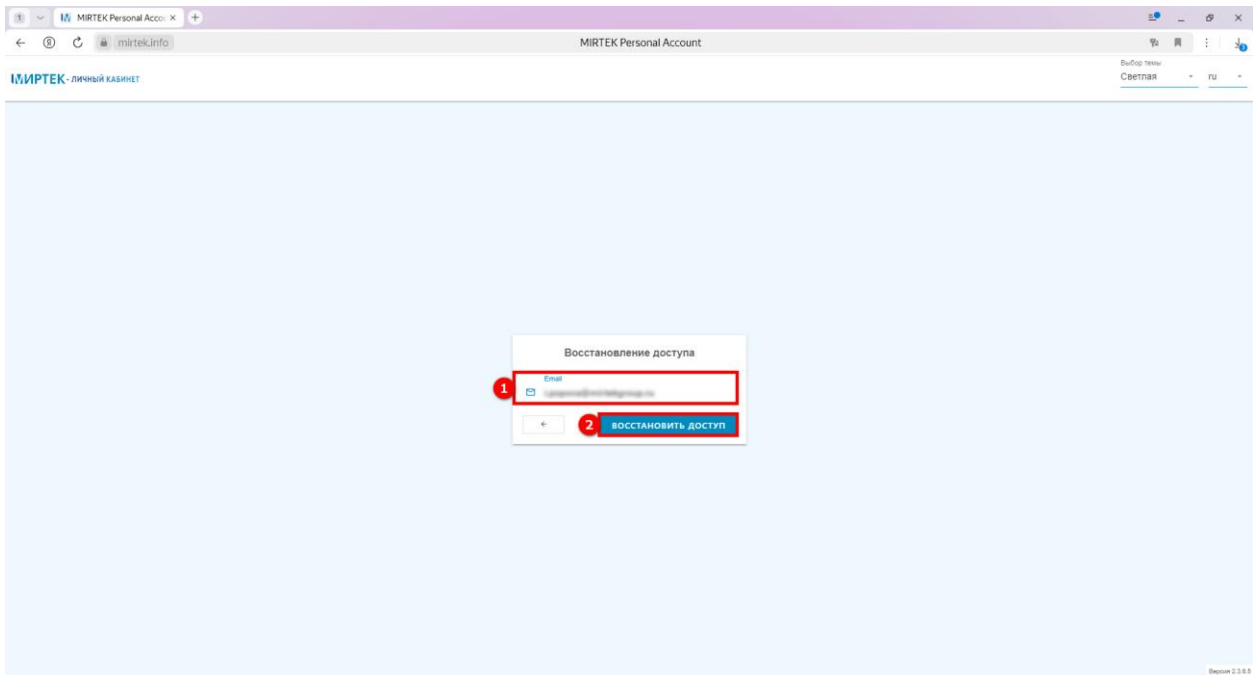 1 MIRTEK Personal Acco
mirtek.info MIRTEK Personal Account
МИРТЕК - ЛИЧНЫЙ КАБИНЕТ
Выбор темы
Светлая ru
Восстановление доступа
Email
1
2 ВОССТАНОВИТЬ ДОСТУП
Версия 2.3.6.5